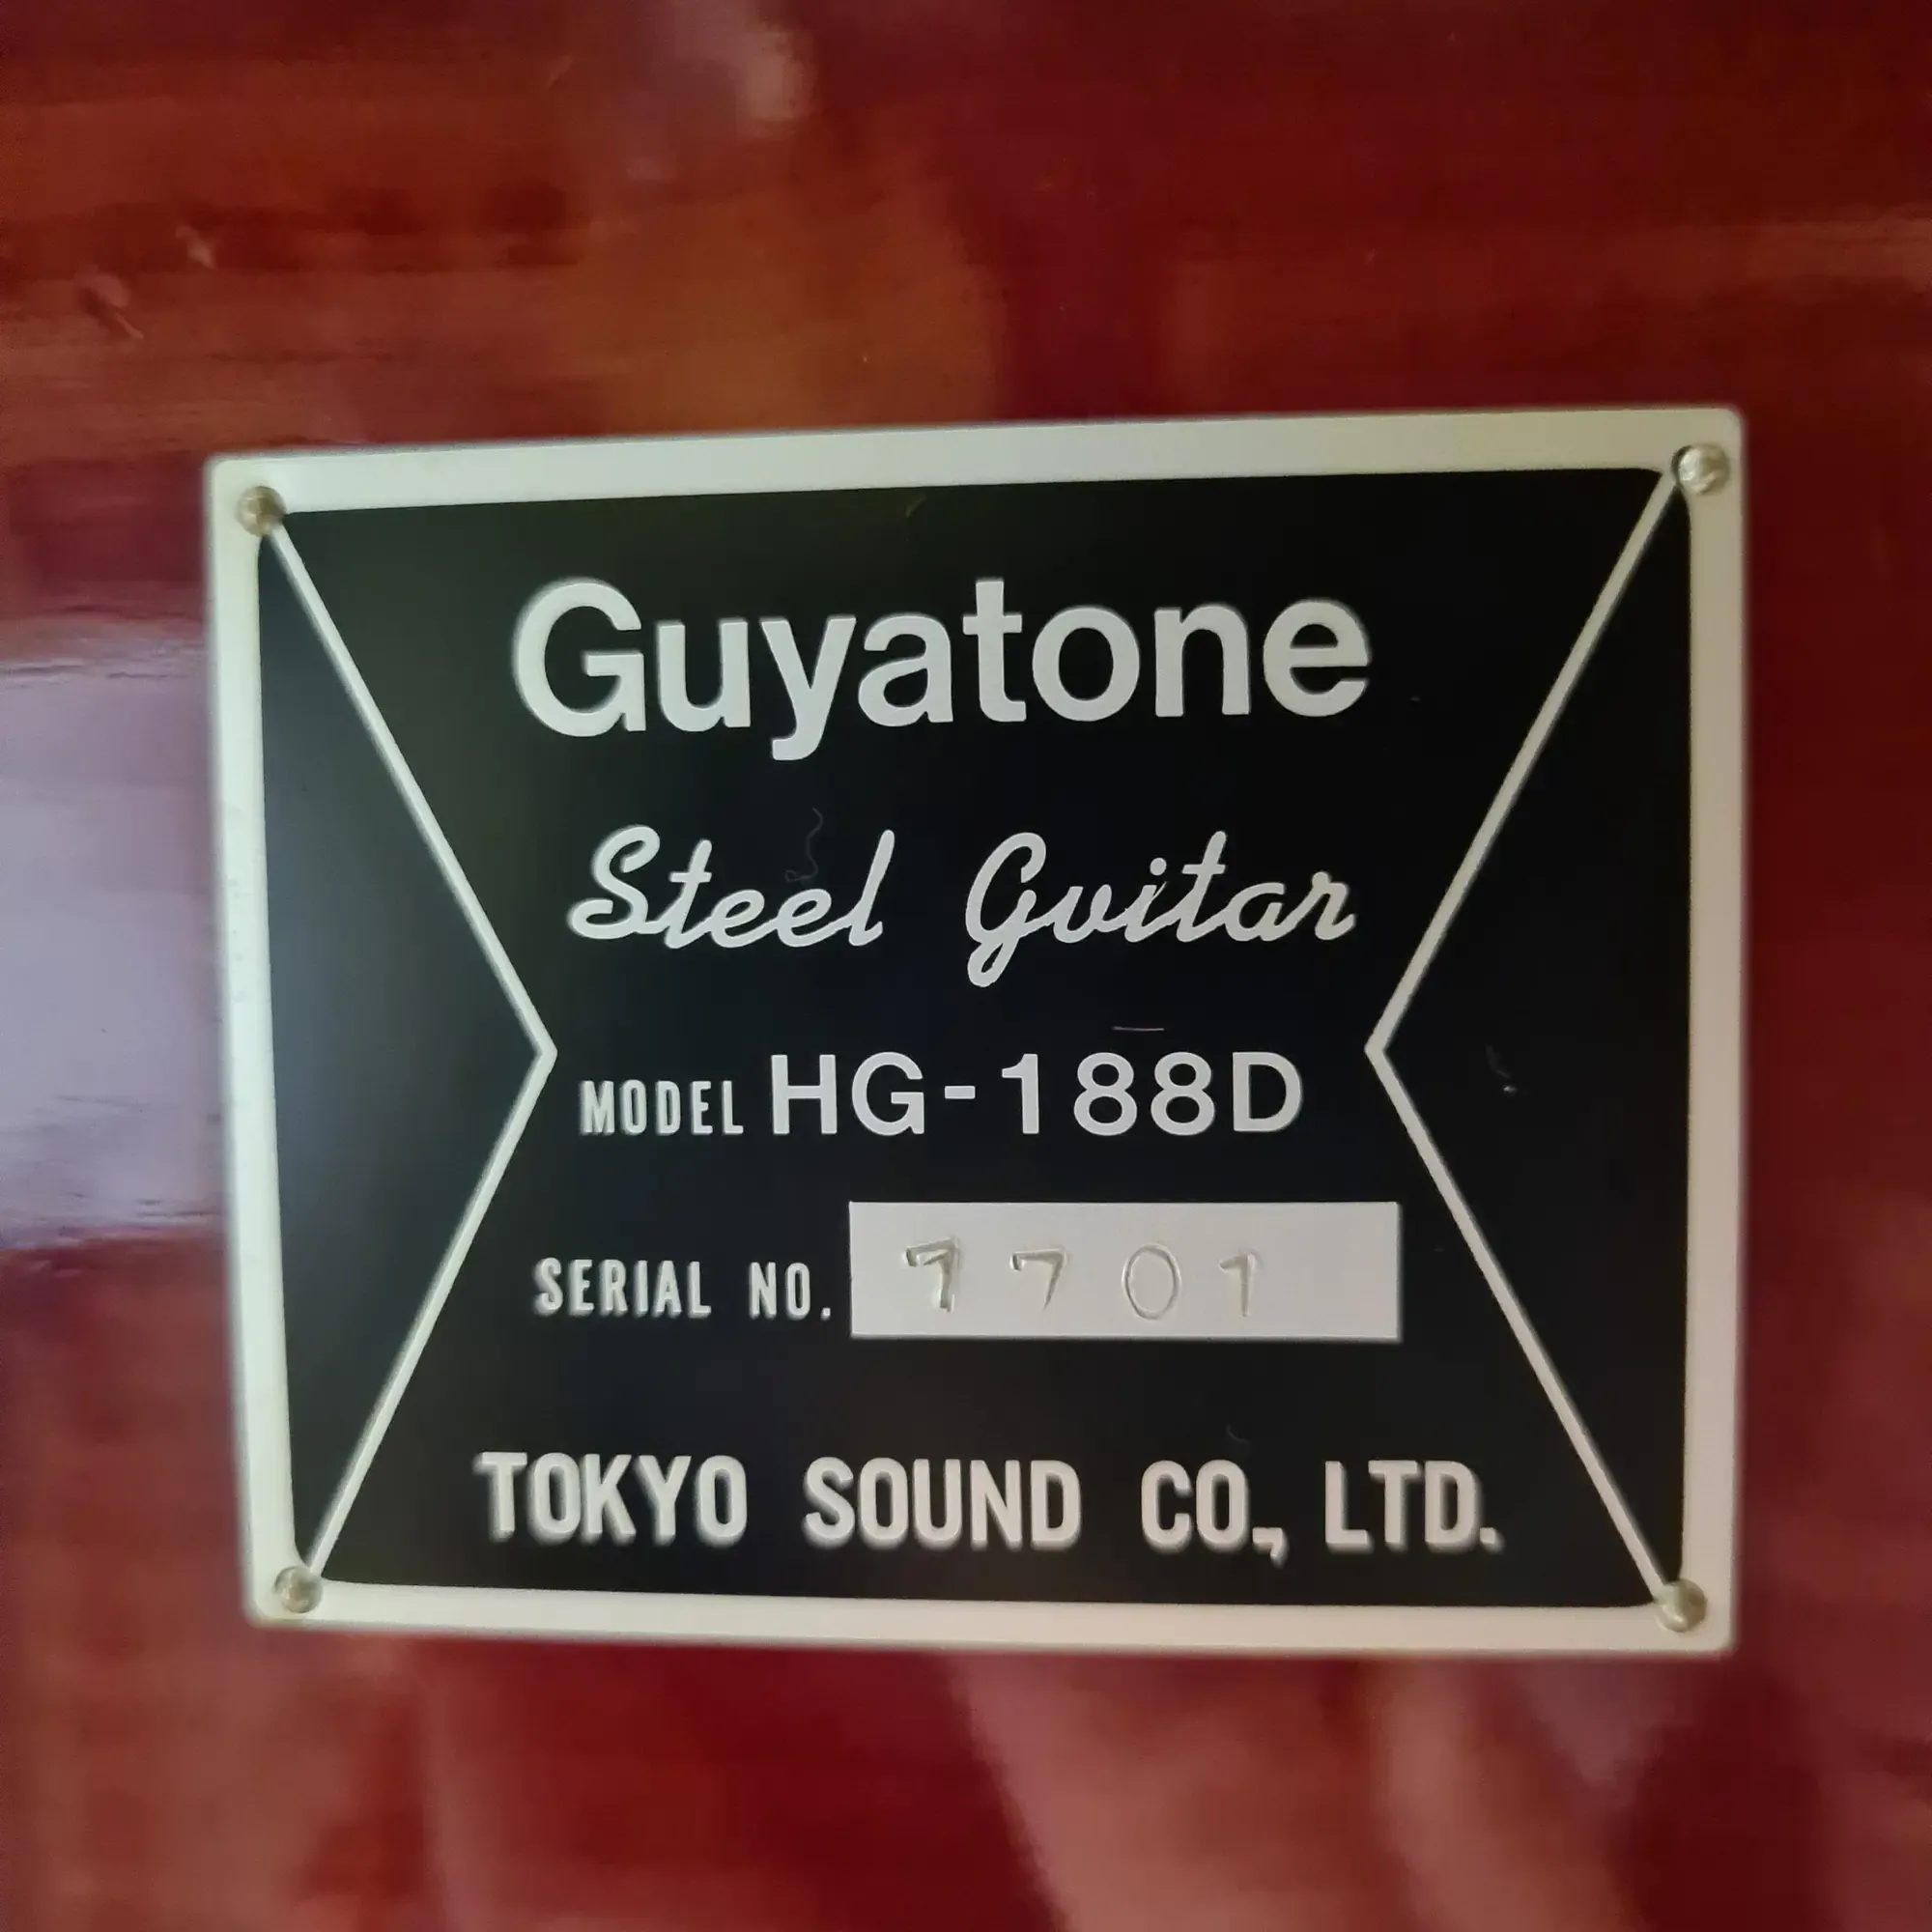 Guyatone
Steel Guitar
MODEL HG-188D
SERIAL NO. 7701
TOKYO SOUND CO., LTD.